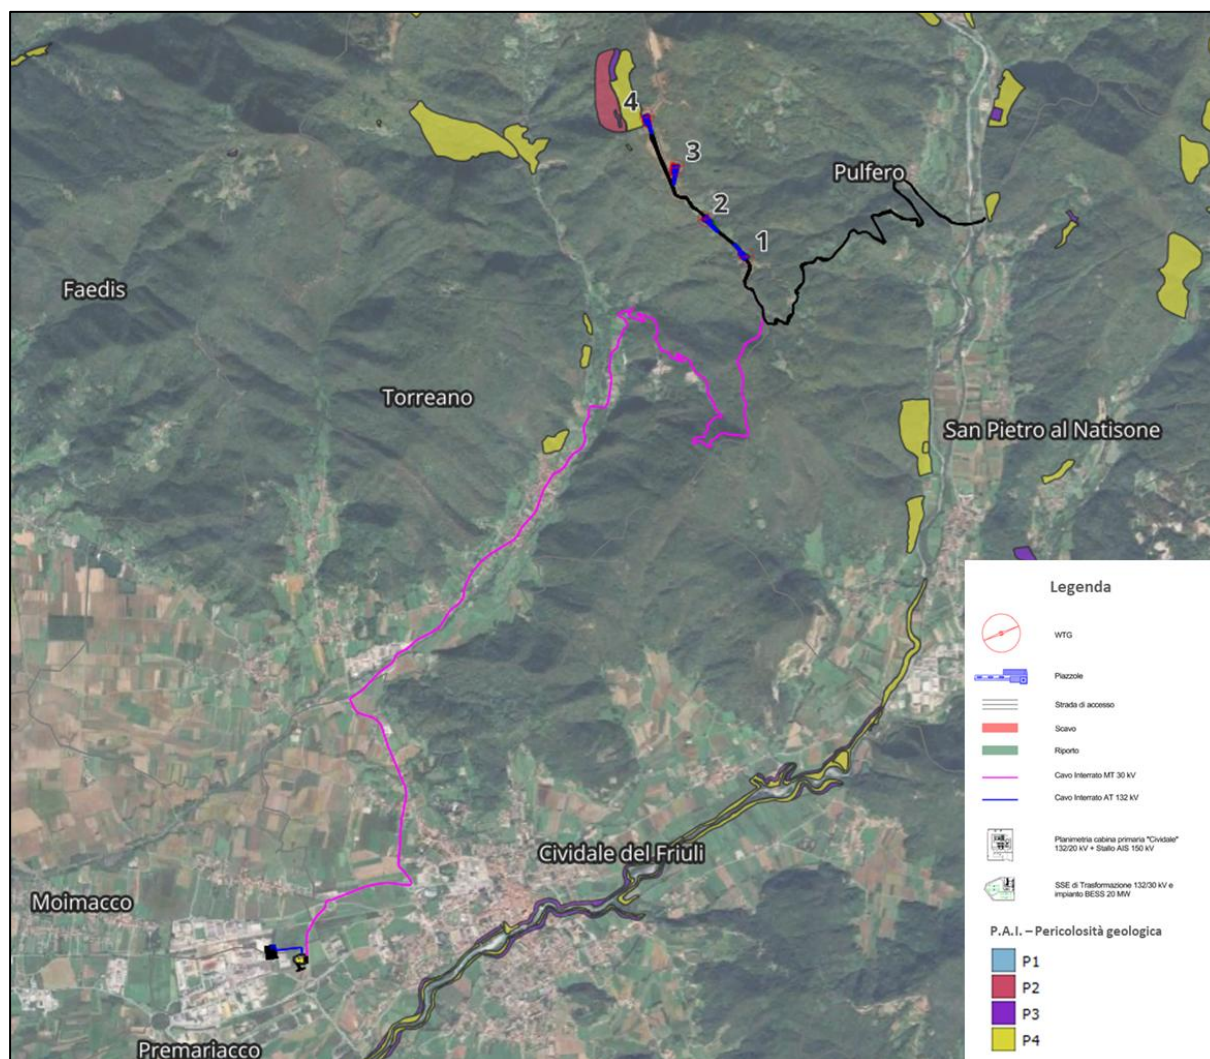 4
3
Pulfero
2
1
Faedis
Torreano
San Pietro al Natisone
Cividale del Friuli
Moimacco
Premariacco
Legenda
WTG
Piazzole
Strada di accesso
Scavo
Riporto
Cavo Interrato MT 30 kV
Cavo Interrato AT 132 kV
Planimetria cabina primaria "Cividale"
132/20 kV + Stallo AIS 150 kV
SSE di Trasformazione 132/30 kV e
impianto BESS 20 MW
P.A.I. – Pericolosità geologica
P1
P2
P3
P4